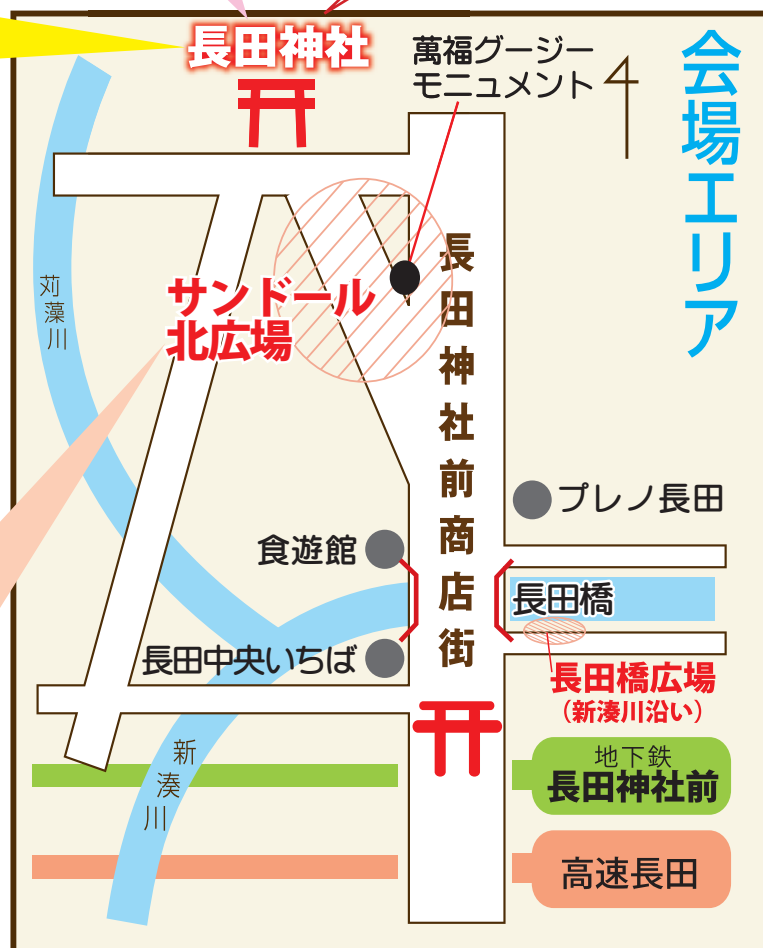 長田神社
萬福グージー
モニュメント
会場エリア
苅藻川
サンドール
北広場
長田神社前商店街
プレノ長田
食遊館
長田橋
長田中央いちば
長田橋広場
（新湊川沿い）
新湊川
地下鉄
長田神社前
高速長田